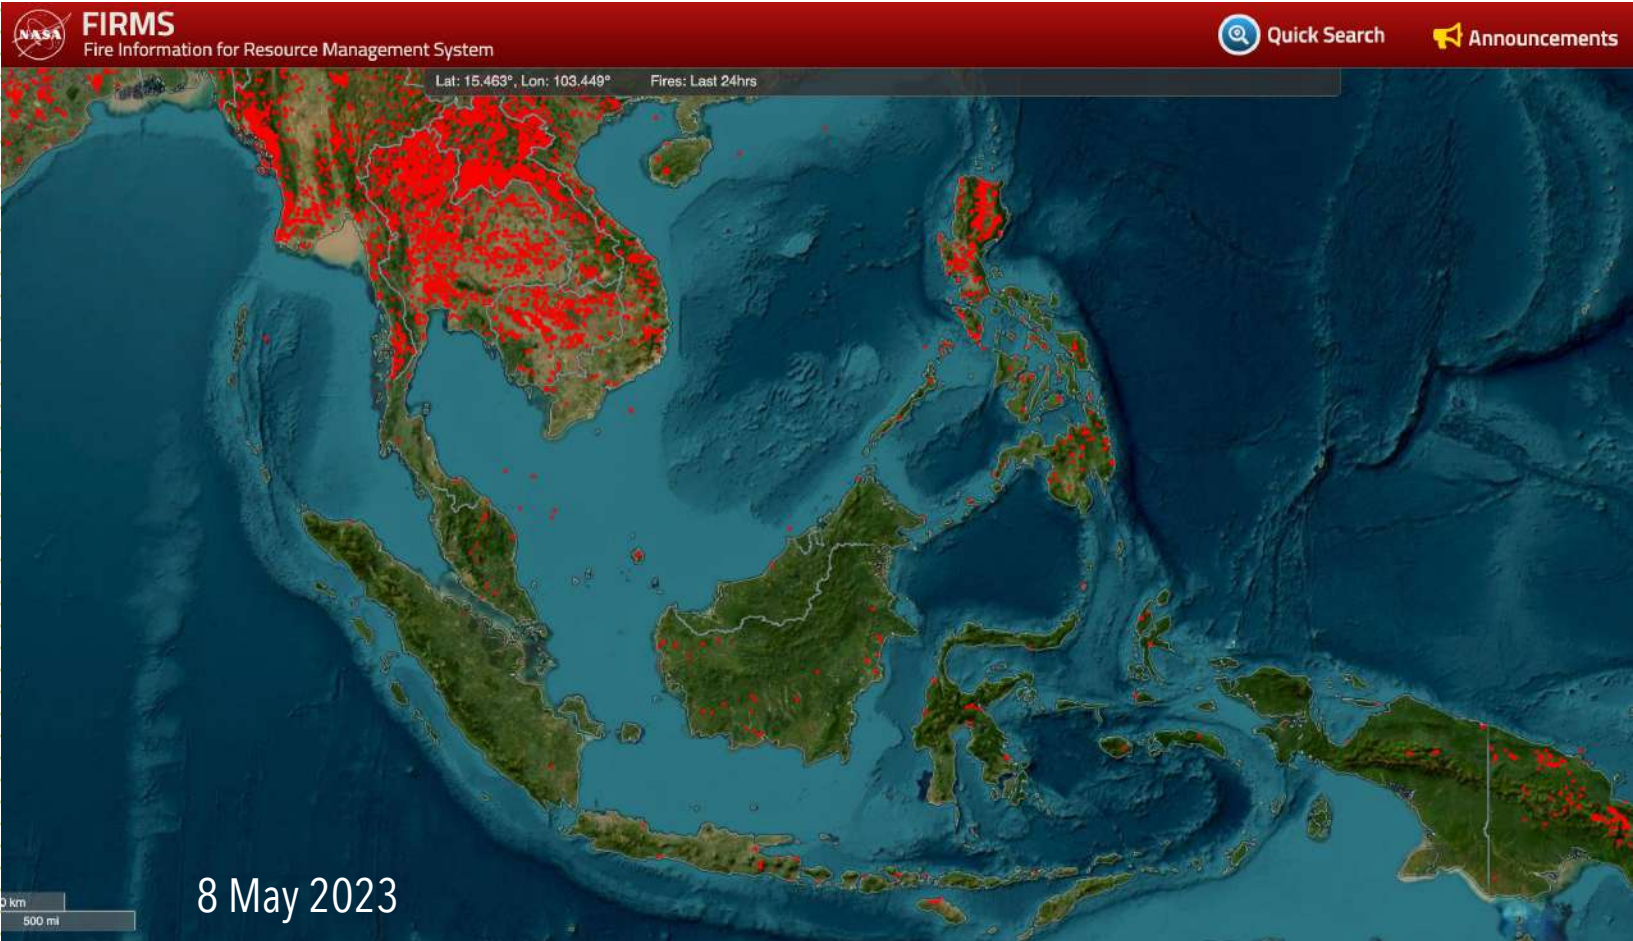 NASA
FIRMS
Fire Information for Resource Management System
Quick Search
Announcements
Lat: 15.463°, Lon: 103.449° Fires: Last 24hrs
8 May 2023
0 km
500 mi